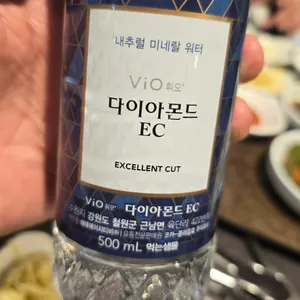 '내추럴 미네랄 워터
ViO 휘오
다이아몬드
EC
EXCELLENT CUT
ViO 휘오 다이아몬드 EC
강원도 철원군 근남면
500 mL 먹는샘물